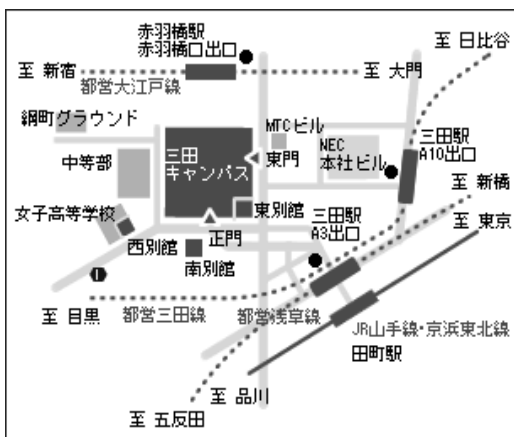 赤羽橋駅
赤羽橋口出口
至 日比谷
至 新宿
至 大門
都営大江戸線
綱町グラウンド
MTCビル
三田駅
A10出口
NEC
本社ビル
中等部
三田
キャンパス
東門
至 新橋
女子高等学校
東別館
三田駅
A3出口
至 東京
西別館
正門
南別館
至 目黒
都営三田線
都営浅草線
JR山手線・京浜東北線
田町駅
至 品川
至 五反田